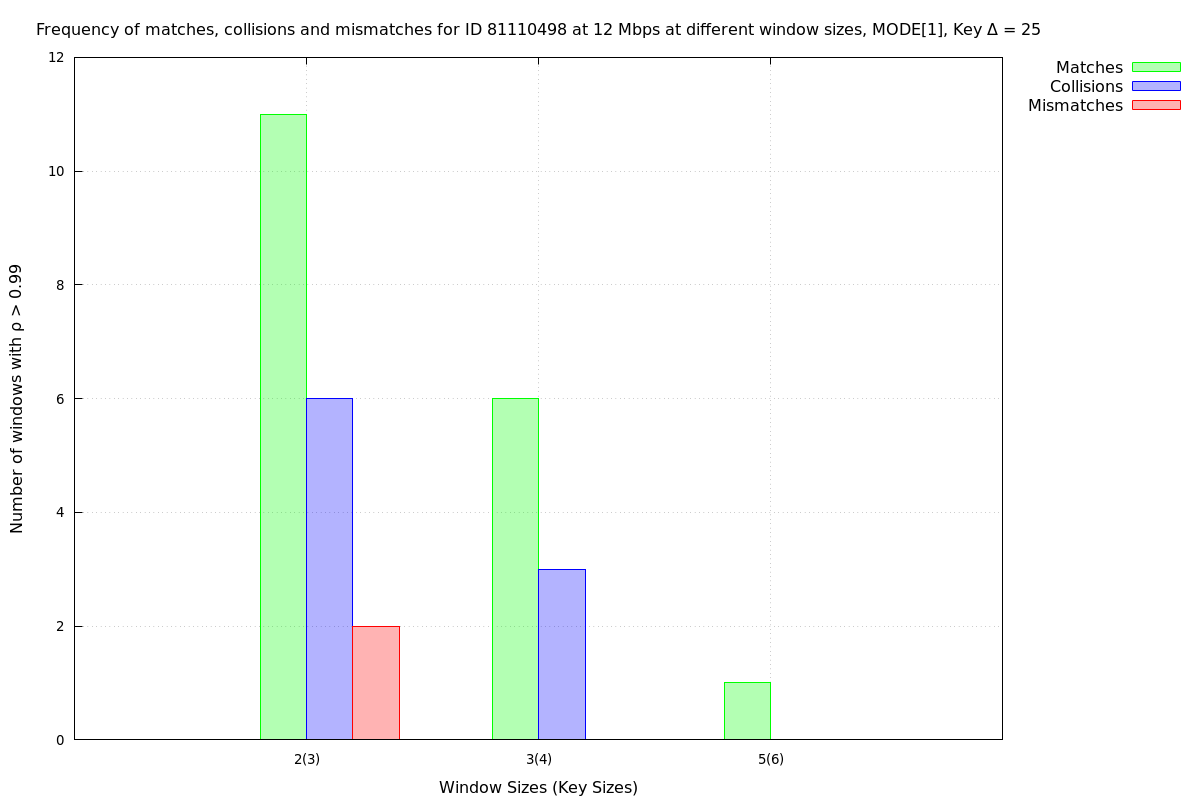 Frequency of matches, collisions and mismatches for ID 81110498 at 12 Mbps at different window sizes, MODE[1], Key Δ = 25
Matches
Collisions
Mismatches
Number of windows with ρ > 0.99
12
10
8
6
4
2
0
2(3) 3(4) 5(6)
Window Sizes (Key Sizes)